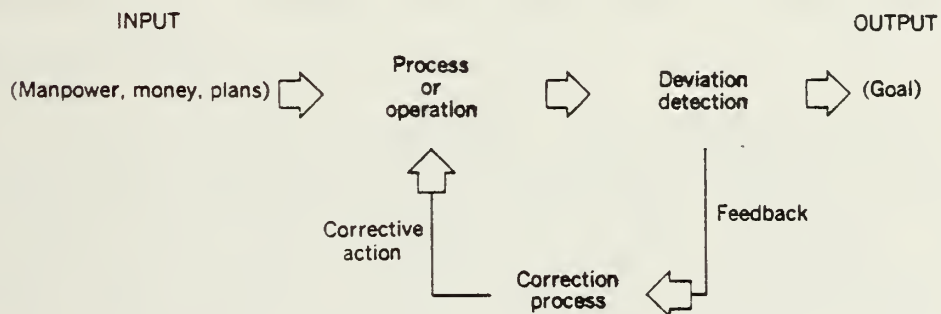 INPUT
OUTPUT
(Manpower, money, plans)
Process
or
operation
Deviation
detection
(Goal)
Corrective
action
Feedback
Correction
process